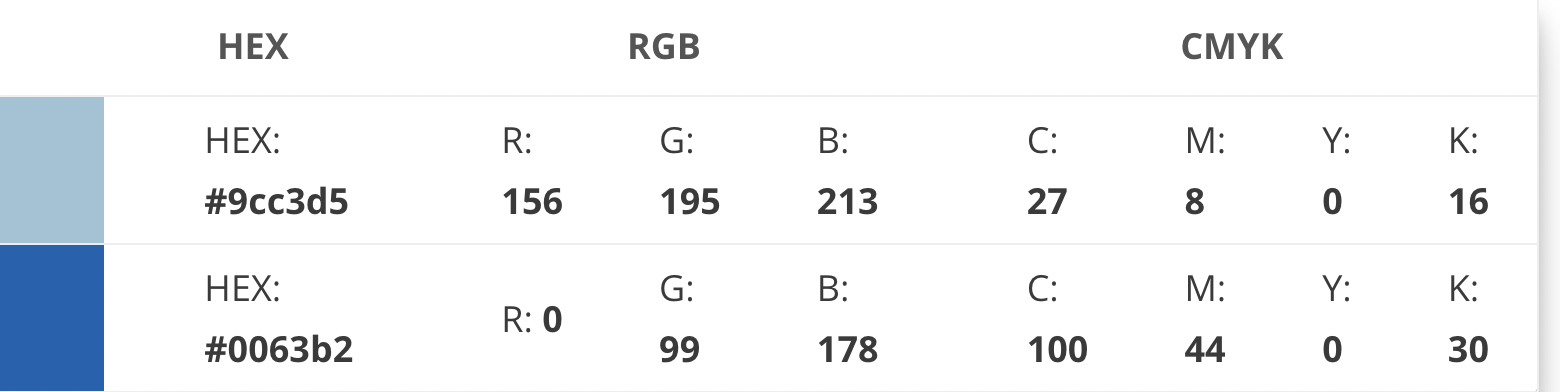 HEX RGB CMYK
HEX: R: G: B: C: M: Y: K:
#9cc3d5 156 195 213 27 8 0 16
HEX: G: B: C: M: Y: K:
R: 0
#0063b2 99 178 100 44 0 30